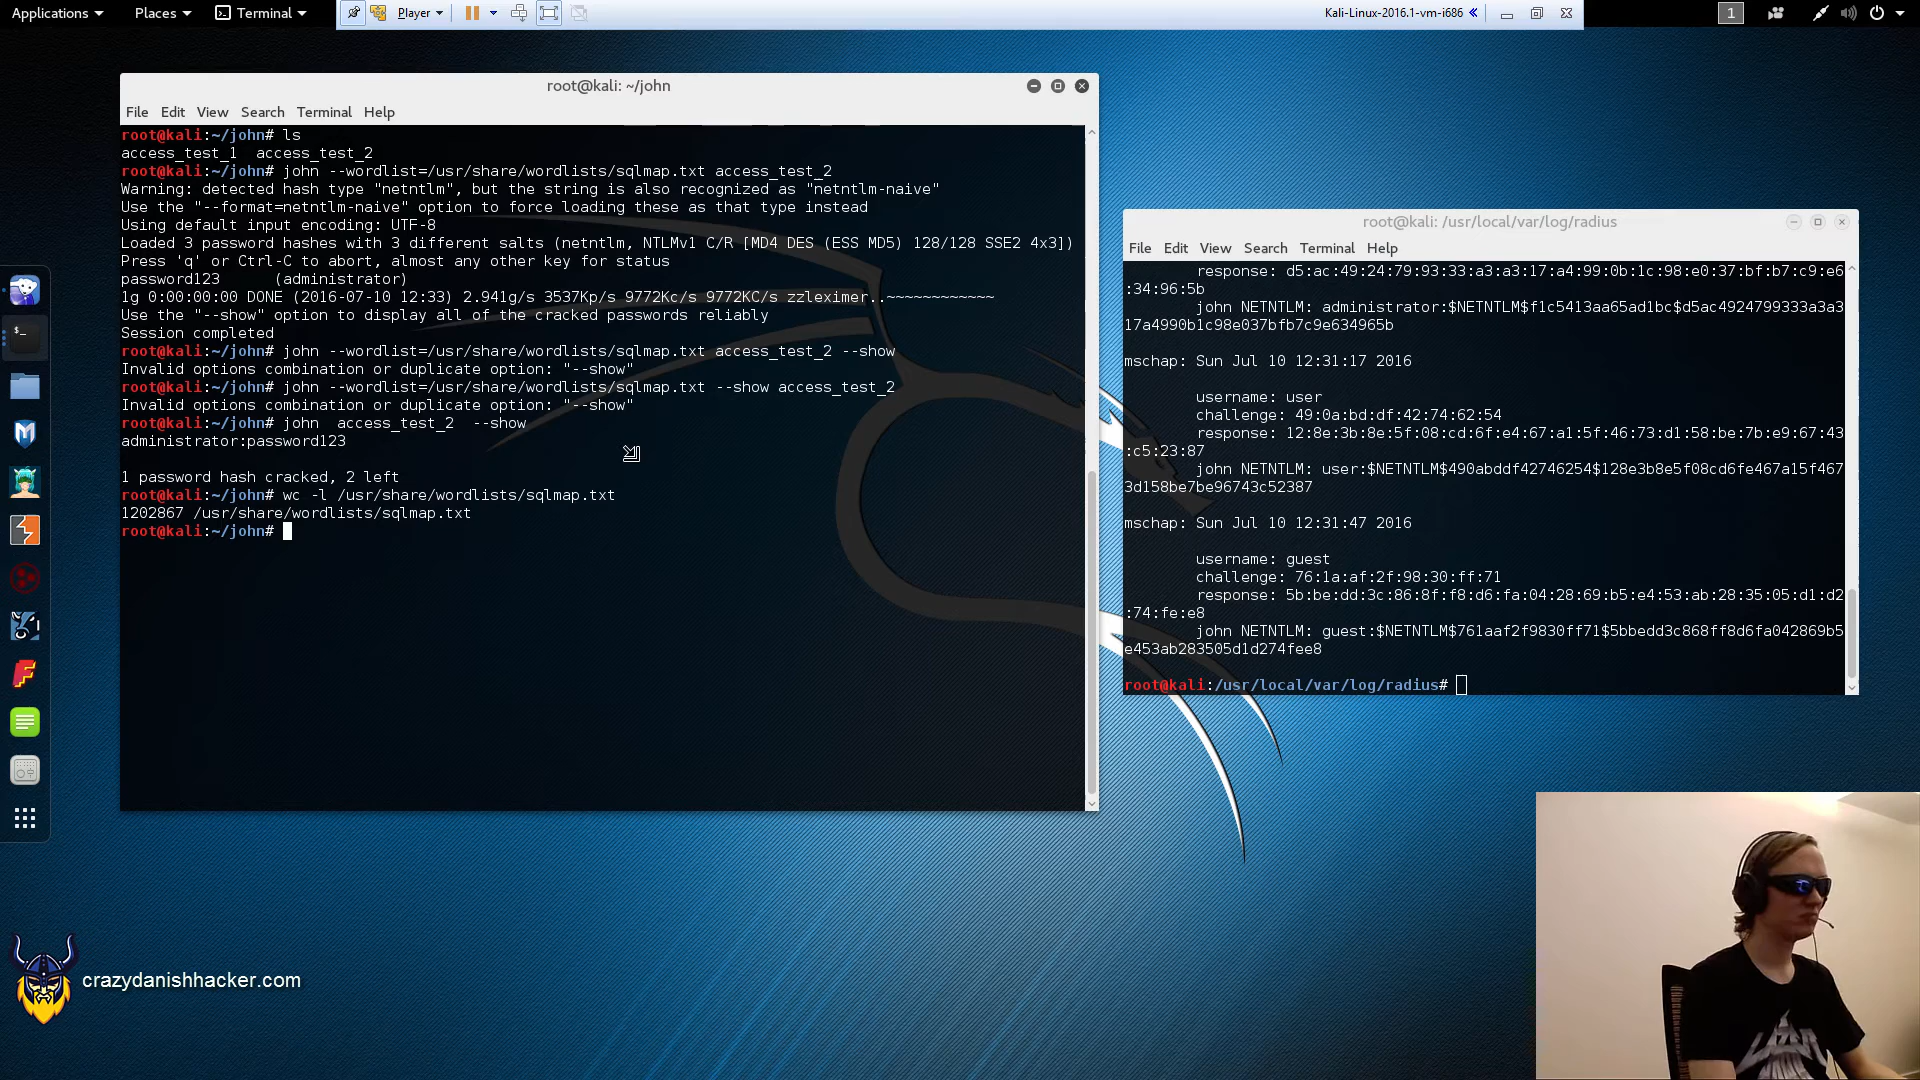 Applications Places Terminal Player Kali-Linux-2016.1-vm-i686 1
root@kali: ~/john
File Edit View Search Terminal Help
root@kali:~/john# ls
access_test_1  access_test_2
root@kali:~/john# john --wordlist=/usr/share/wordlists/sqlmap.txt access_test_2
Warning: detected hash type "netntlm", but the string is also recognized as "netntlm-naive"
Use the "--format=netntlm-naive" option to force loading these as that type instead
Using default input encoding: UTF-8
Loaded 3 password hashes with 3 different salts (netntlm, NTLMv1 C/R [MD4 DES (ESS MD5) 128/128 SSE2 4x3])
Press 'q' or Ctrl-C to abort, almost any other key for status
password123      (administrator)
1g 0:00:00:00 DONE (2016-07-10 12:33) 2.941g/s 3537Kp/s 9772Kc/s 9772KC/s zzleximer..~~~~~~~~~~~~
Use the "--show" option to display all of the cracked passwords reliably
Session completed
root@kali:~/john# john --wordlist=/usr/share/wordlists/sqlmap.txt access_test_2 --show
Invalid options combination or duplicate option: "--show"
root@kali:~/john# john --wordlist=/usr/share/wordlists/sqlmap.txt --show access_test_2
Invalid options combination or duplicate option: "--show"
root@kali:~/john# john  access_test_2  --show
administrator:password123
1 password hash cracked, 2 left
root@kali:~/john# wc -l /usr/share/wordlists/sqlmap.txt
1202867 /usr/share/wordlists/sqlmap.txt
root@kali:~/john#
root@kali: /usr/local/var/log/radius
File Edit View Search Terminal Help
response: d5:ac:49:24:79:93:33:a3:a3:17:a4:99:0b:1c:98:e0:37:bf:b7:c9:e6
:34:96:5b
john NETNTLM: administrator:$NETNTLM$f1c5413aa65ad1bc$d5ac4924799333a3a3
17a4990b1c98e037bfb7c9e634965b
mschap: Sun Jul 10 12:31:17 2016
username: user
challenge: 49:0a:bd:df:42:74:62:54
response: 12:8e:3b:8e:5f:08:cd:6f:e4:67:a1:5f:46:73:d1:58:be:7b:e9:67:43
:c5:23:87
john NETNTLM: user:$NETNTLM$490abddf42746254$128e3b8e5f08cd6fe467a15f467
3d158be7be96743c52387
mschap: Sun Jul 10 12:31:47 2016
username: guest
challenge: 76:1a:af:2f:98:30:ff:71
response: 5b:be:dd:3c:86:8f:f8:d6:fa:04:28:69:b5:e4:53:ab:28:35:05:d1:d2
:74:fe:e8
john NETNTLM: guest:$NETNTLM$761aaf2f9830ff71$5bbedd3c868ff8d6fa042869b5
e453ab283505d1d274fee8
root@kali:/usr/local/var/log/radius#
crazydanishhacker.com